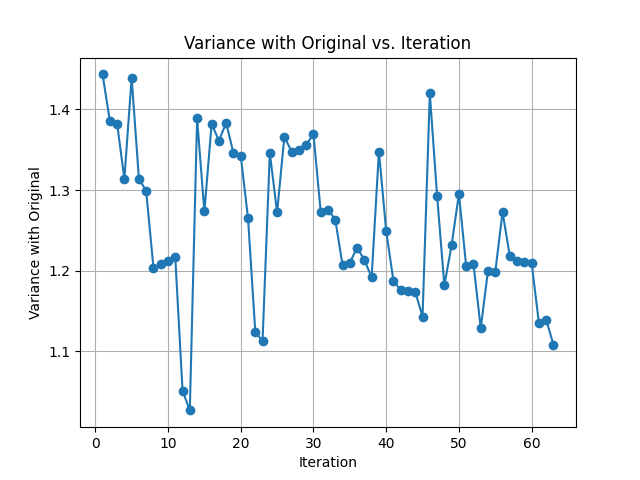 Variance with Original vs. Iteration
Variance with Original
1.4
1.3
1.2
1.1
0 10 20 30 40 50 60
Iteration